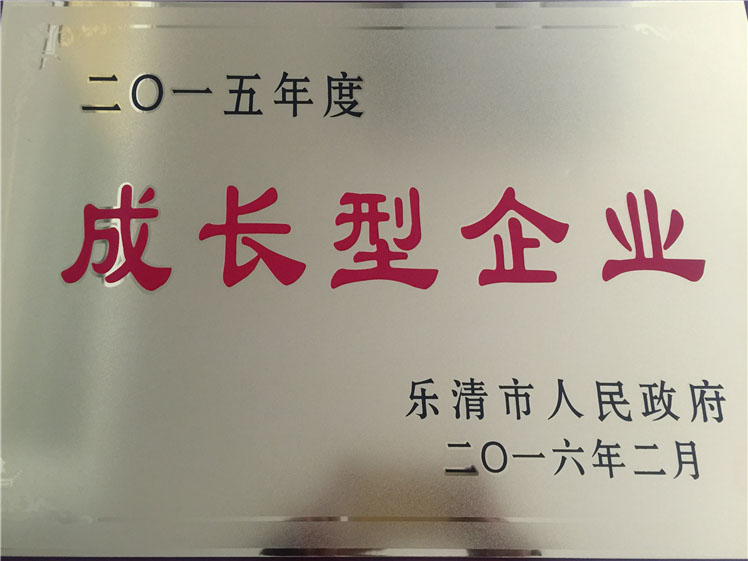 二〇一五年度
成长型企业
乐清市人民政府
二〇一六年二月